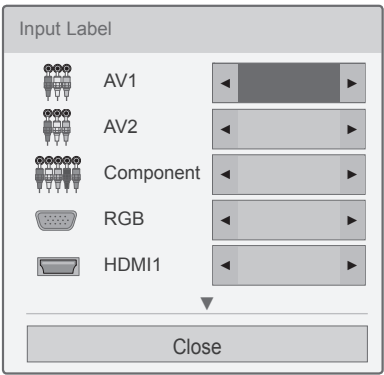 Input Label
AV1
AV2
Component
RGB
HDMI1
Close